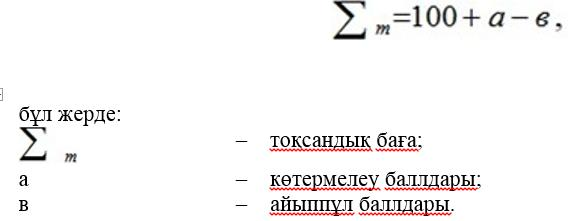 ∑ m=100 + а − в ,
бұл жерде:
∑ m – тоқсандық баға;
а – көтермелеу баллдары;
в – айыппұл баллдары.